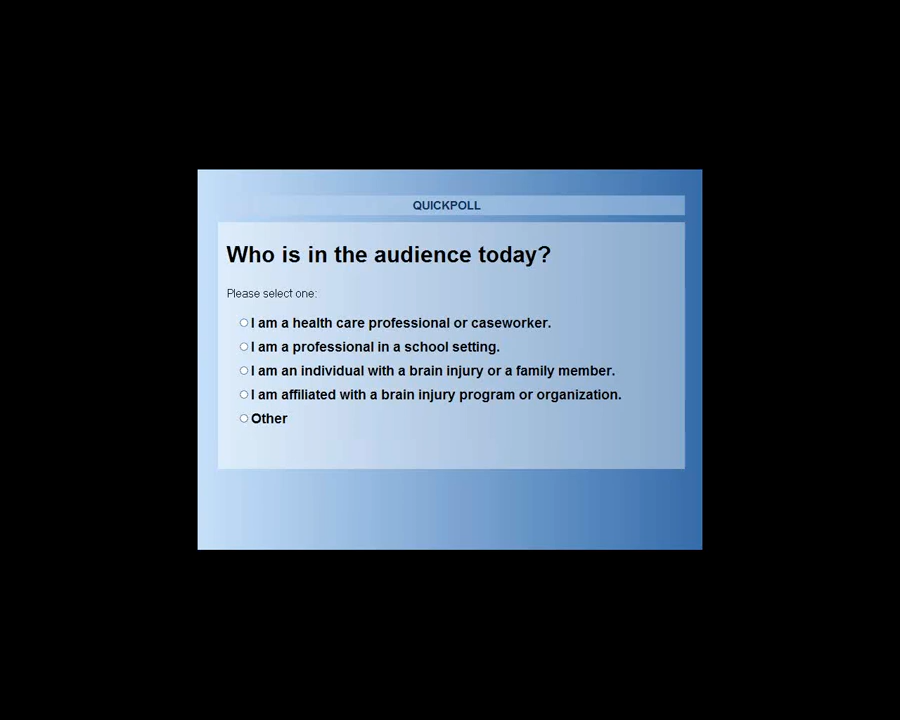 QUICKPOLL
Who is in the audience today?
Please select one:
I am a health care professional or caseworker.
I am a professional in a school setting.
I am an individual with a brain injury or a family member.
I am affiliated with a brain injury program or organization.
Other